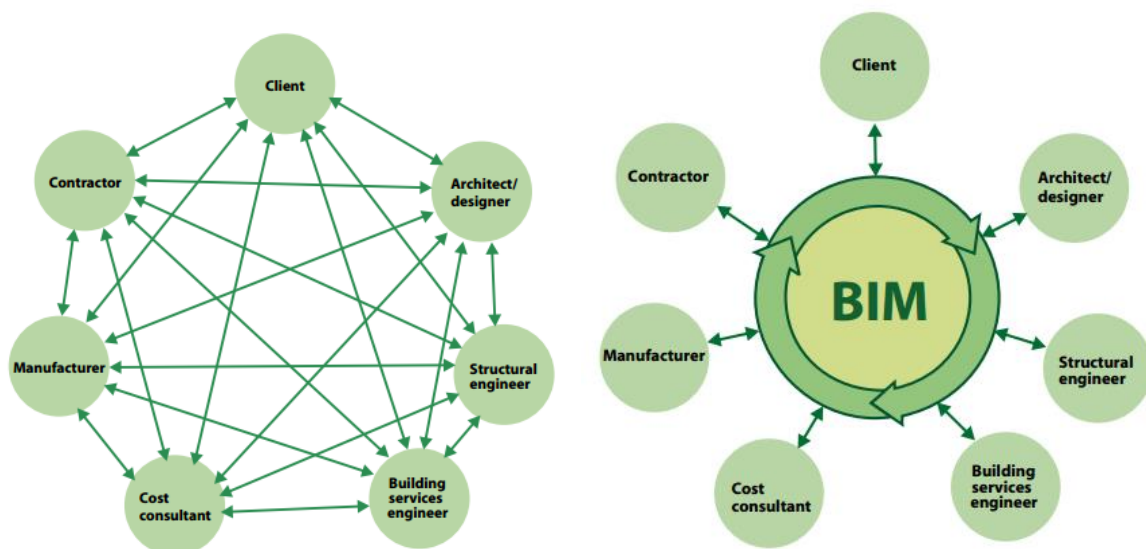 Client
Contractor
Architect/
designer
Manufacturer
Structural
engineer
Cost
consultant
Building
services
engineer
Client
Contractor
Architect/
designer
BIM
Manufacturer
Structural
engineer
Cost
consultant
Building
services
engineer